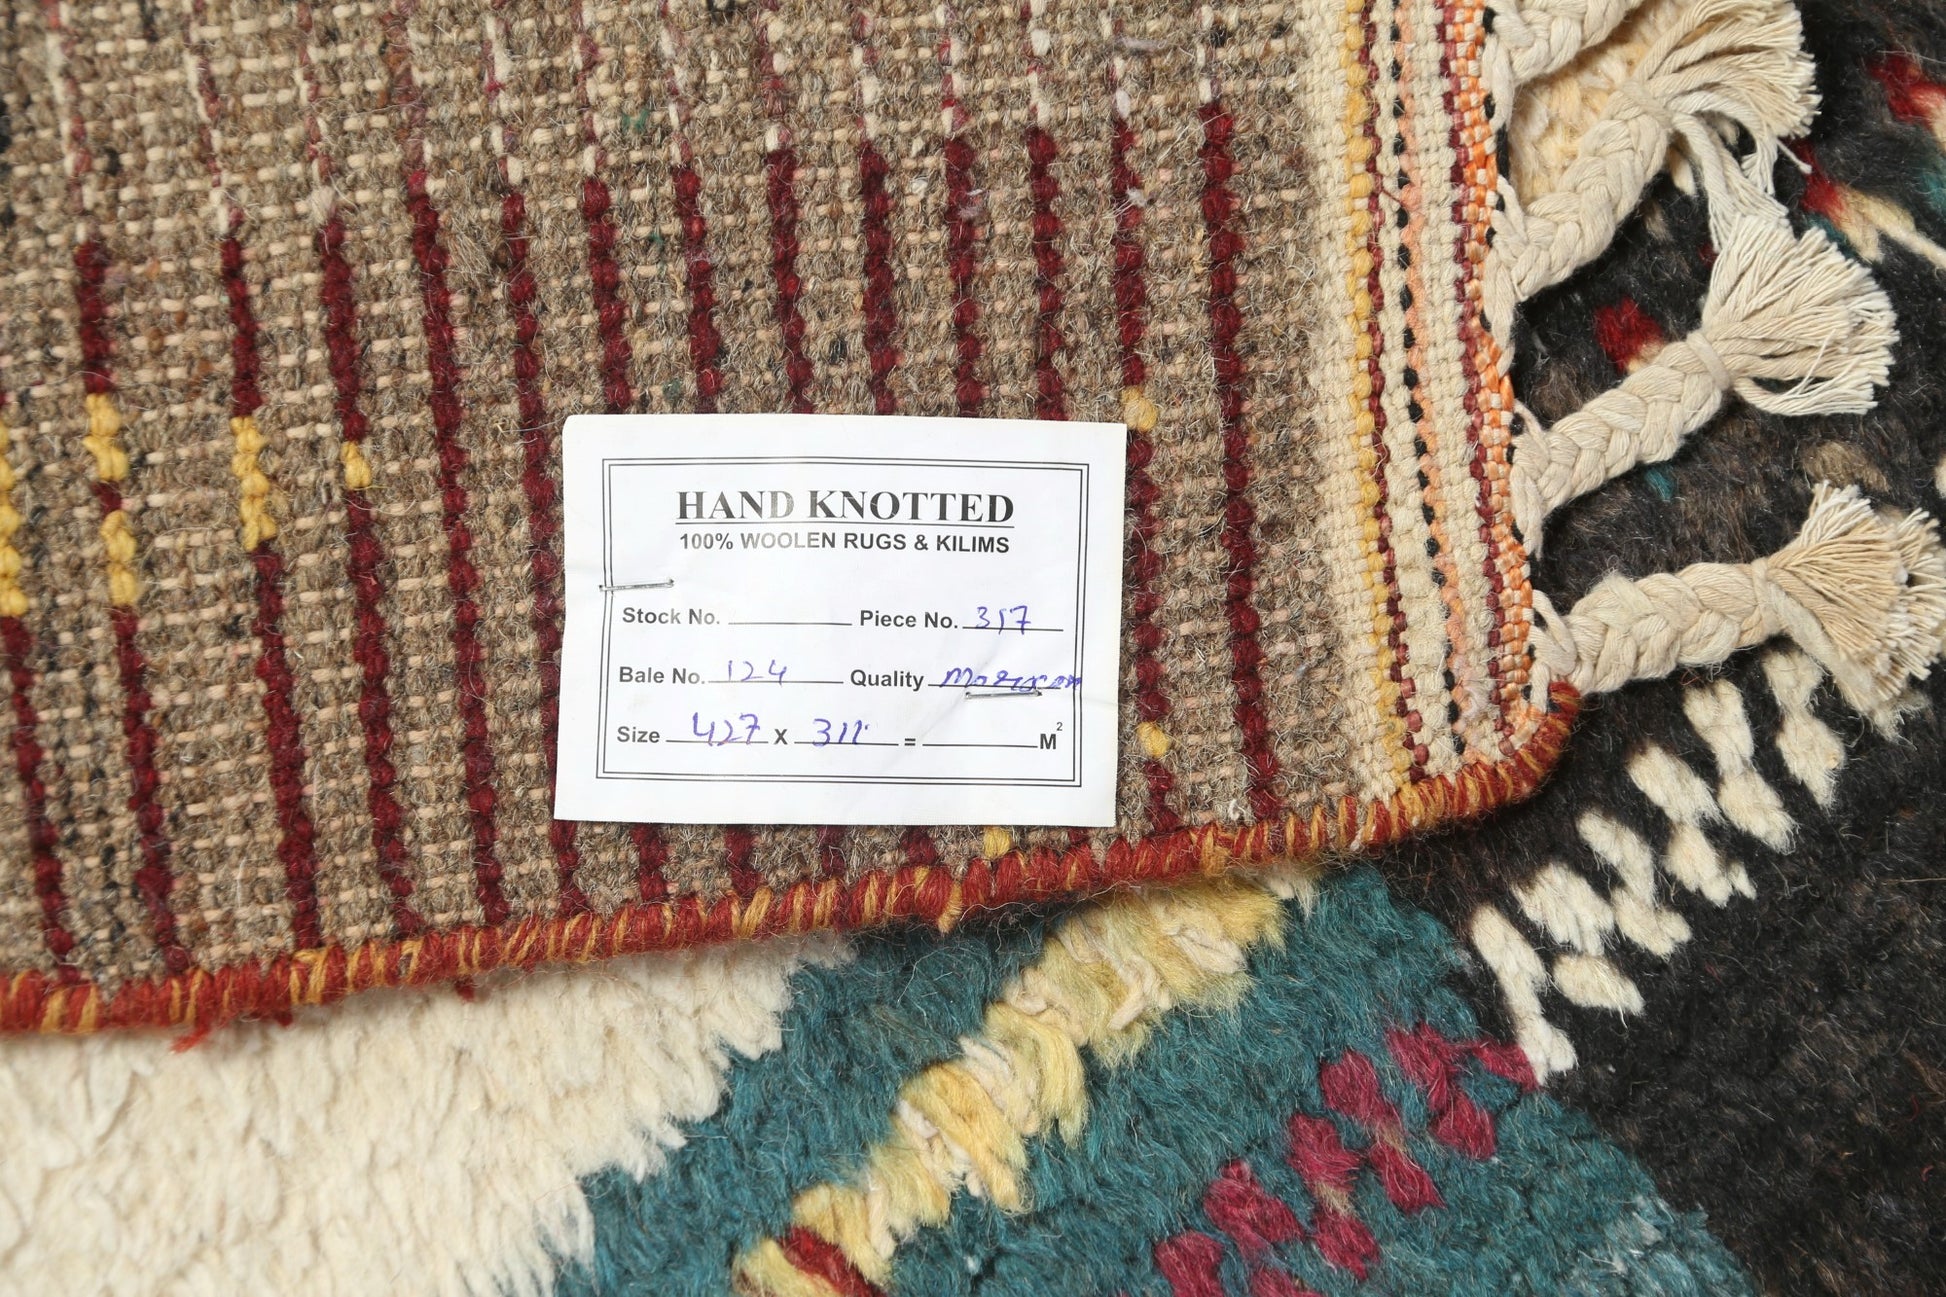 HAND KNOTTED
100% WOOLEN RUGS & KILIMS
Stock No. Piece No. 317
Bale No. 124 Quality Moroccan
Size 427 X 311 = M²